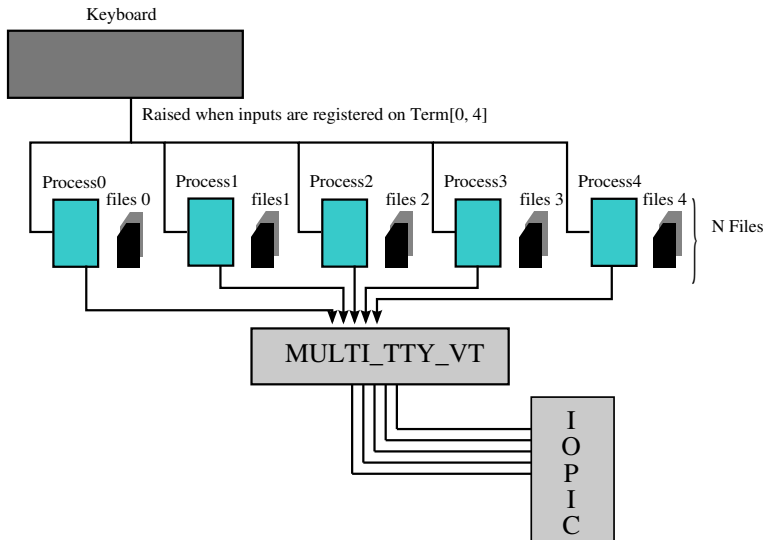 Keyboard
Raised when inputs are registered on Term[0, 4]
Process0
files 0
Process1
files1
Process2
files 2
Process3
files 3
Process4
files 4
N Files
MULTI_TTY_VT
I
O
P
I
C